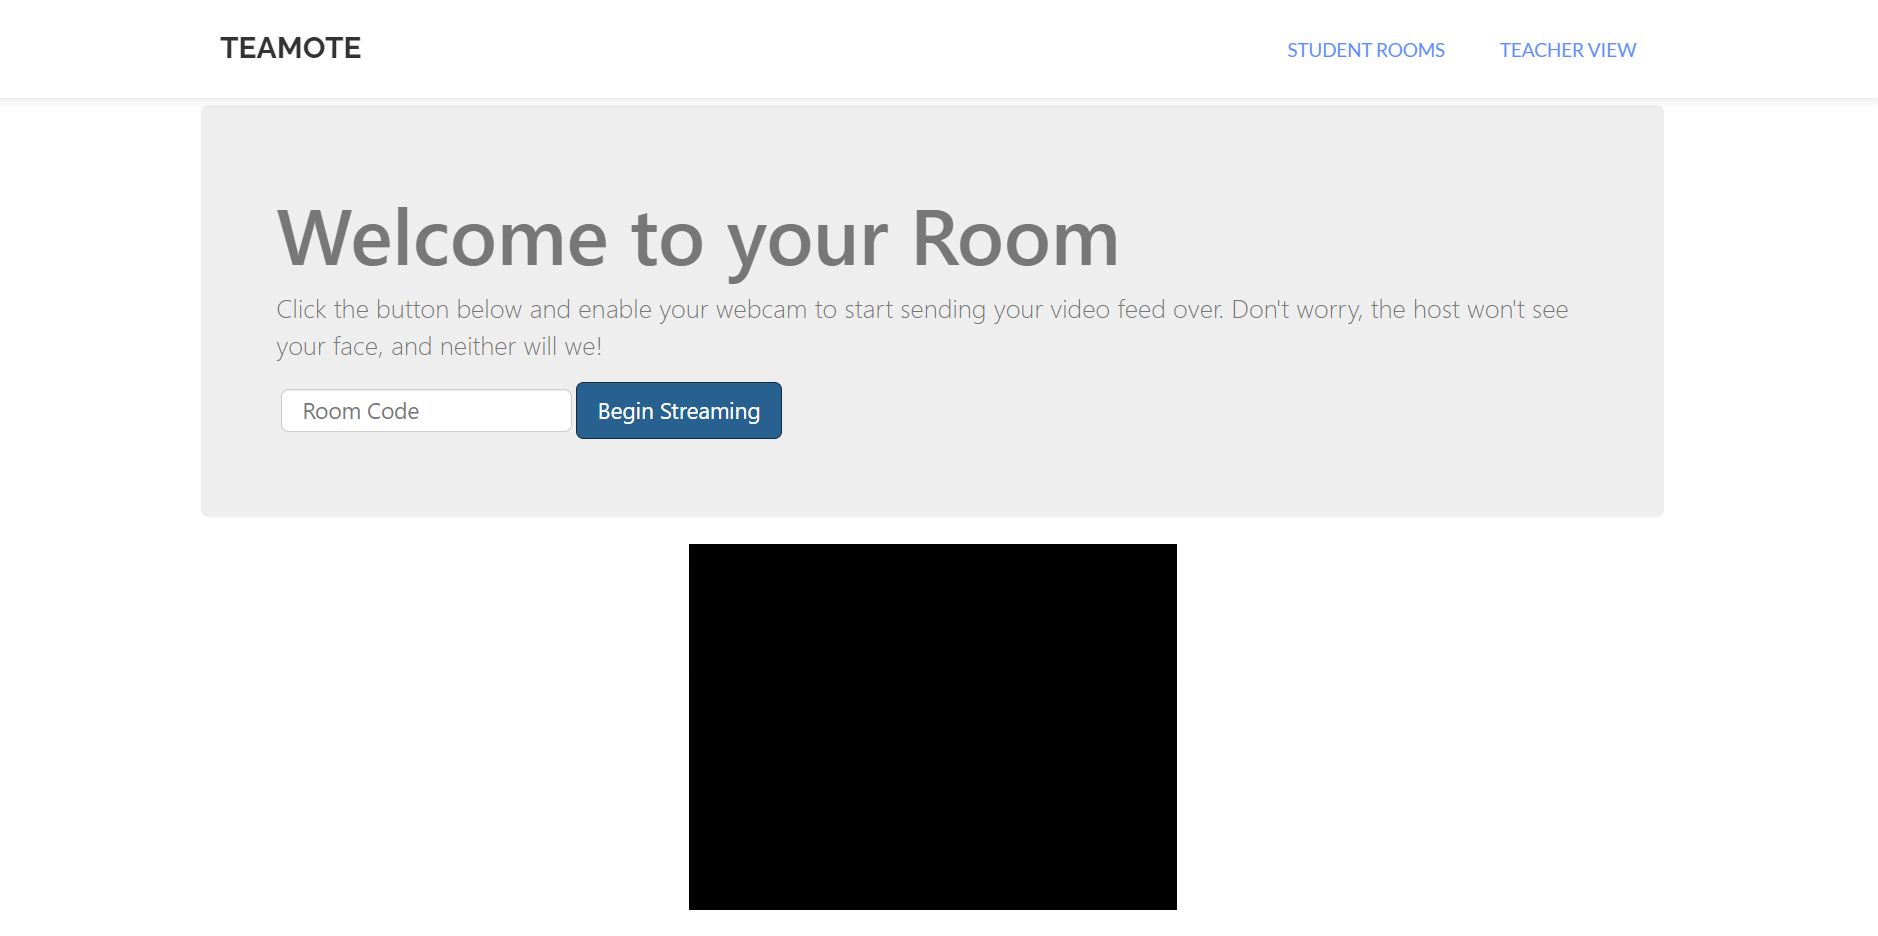 TEAMOTE
STUDENT ROOMS
TEACHER VIEW
Welcome to your Room
Click the button below and enable your webcam to start sending your video feed over. Don't worry, the host won't see
your face, and neither will we!
Room Code
Begin Streaming